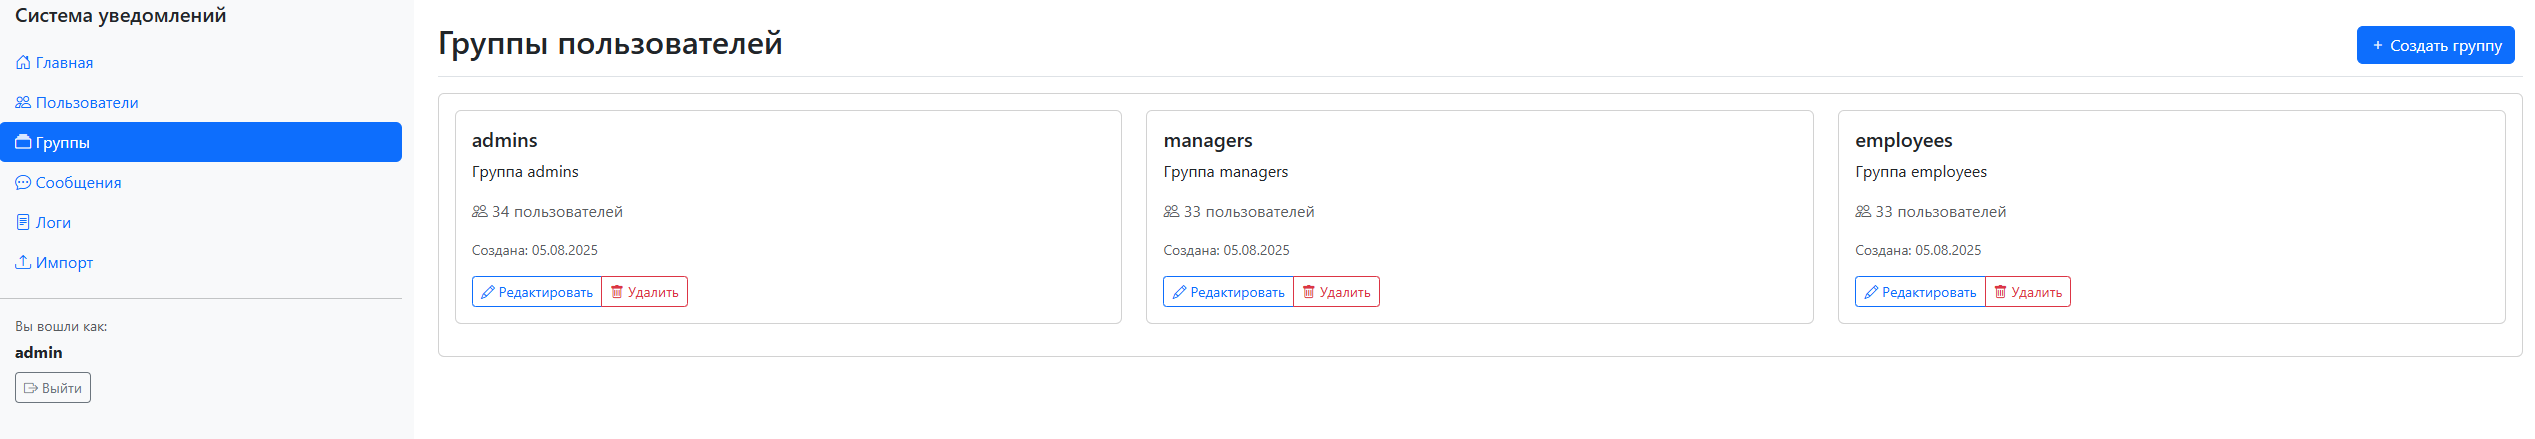 Система уведомлений
Главная
Пользователи
Группы
Сообщения
Логи
Импорт
Вы вошли как:
admin
Выйти
Группы пользователей
+ Создать группу
admins
Группа admins
34 пользователей
Создана: 05.08.2025
Редактировать Удалить
managers
Группа managers
33 пользователей
Создана: 05.08.2025
Редактировать Удалить
employees
Группа employees
33 пользователей
Создана: 05.08.2025
Редактировать Удалить